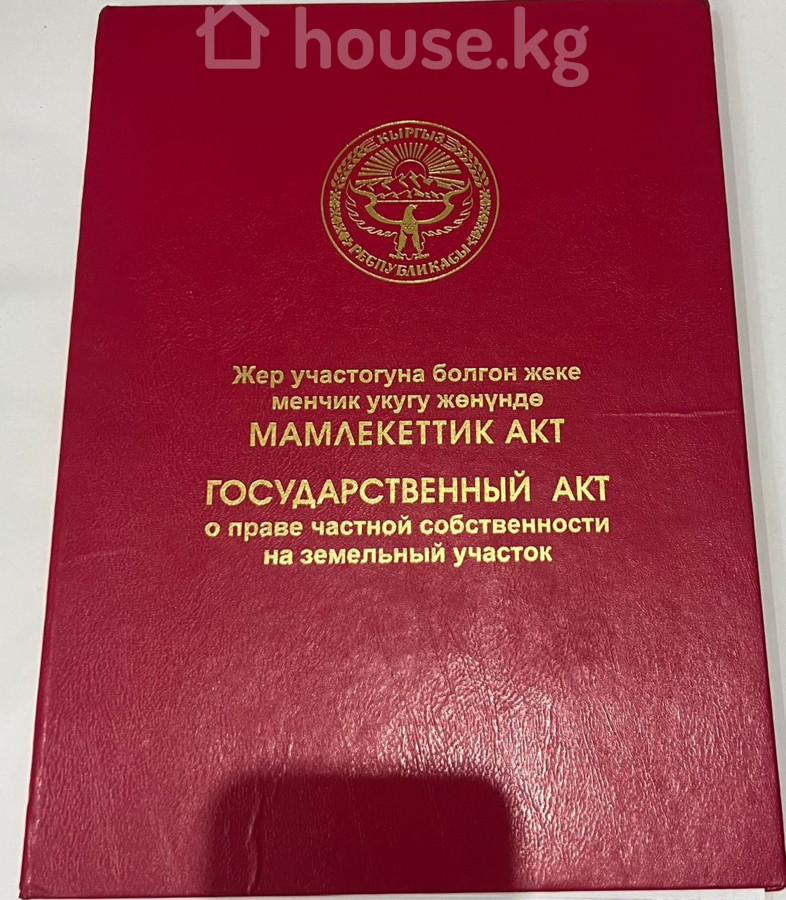 house.kg
КЫРГЫЗ
РЕСПУБЛИКАСЫ
Жер участогуна болгон жеке
менчик укугу жөнүндө
МАМЛЕКЕТТИК АКТ
ГОСУДАРСТВЕННЫЙ АКТ
о праве частной собственности
на земельный участок